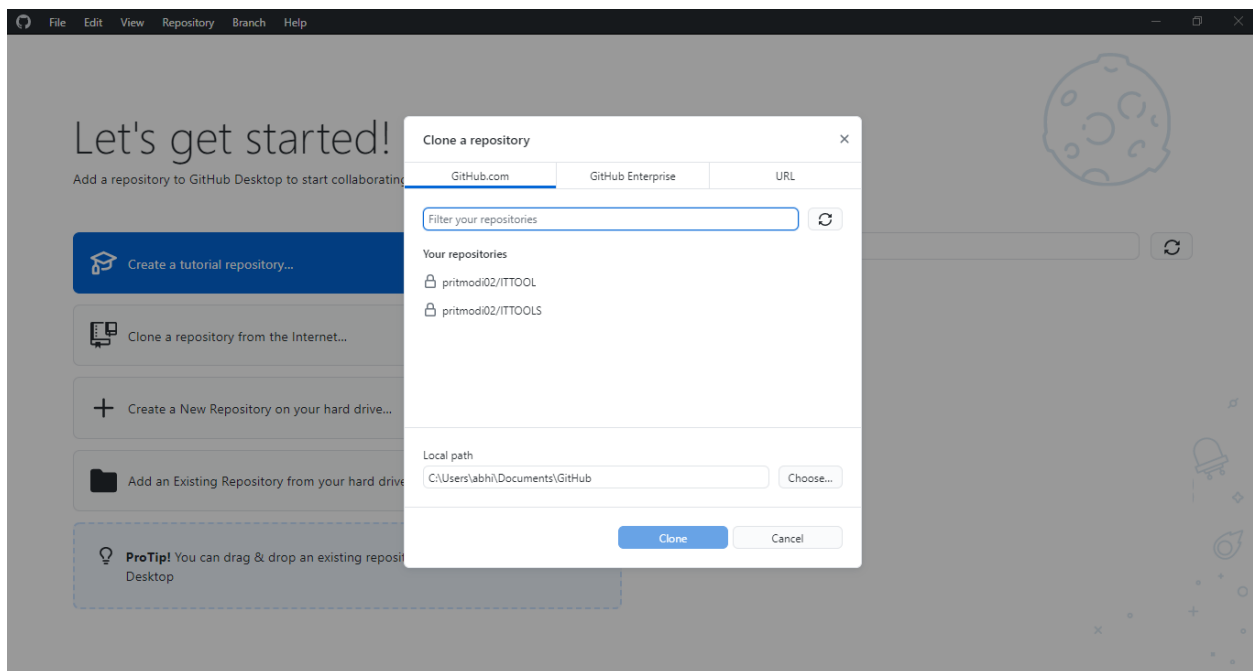 File Edit View Repository Branch Help
Let's get started!
Add a repository to GitHub Desktop to start collaborating
Create a tutorial repository...
Clone a repository from the Internet...
Create a New Repository on your hard drive...
Add an Existing Repository from your hard drive
ProTip! You can drag & drop an existing reposit
Desktop
Clone a repository
GitHub.com GitHub Enterprise URL
Filter your repositories
Your repositories
pritmodi02/ITTOOL
pritmodi02/ITTOOLS
Local path
C:\Users\abhi\Documents\GitHub Choose...
Clone Cancel